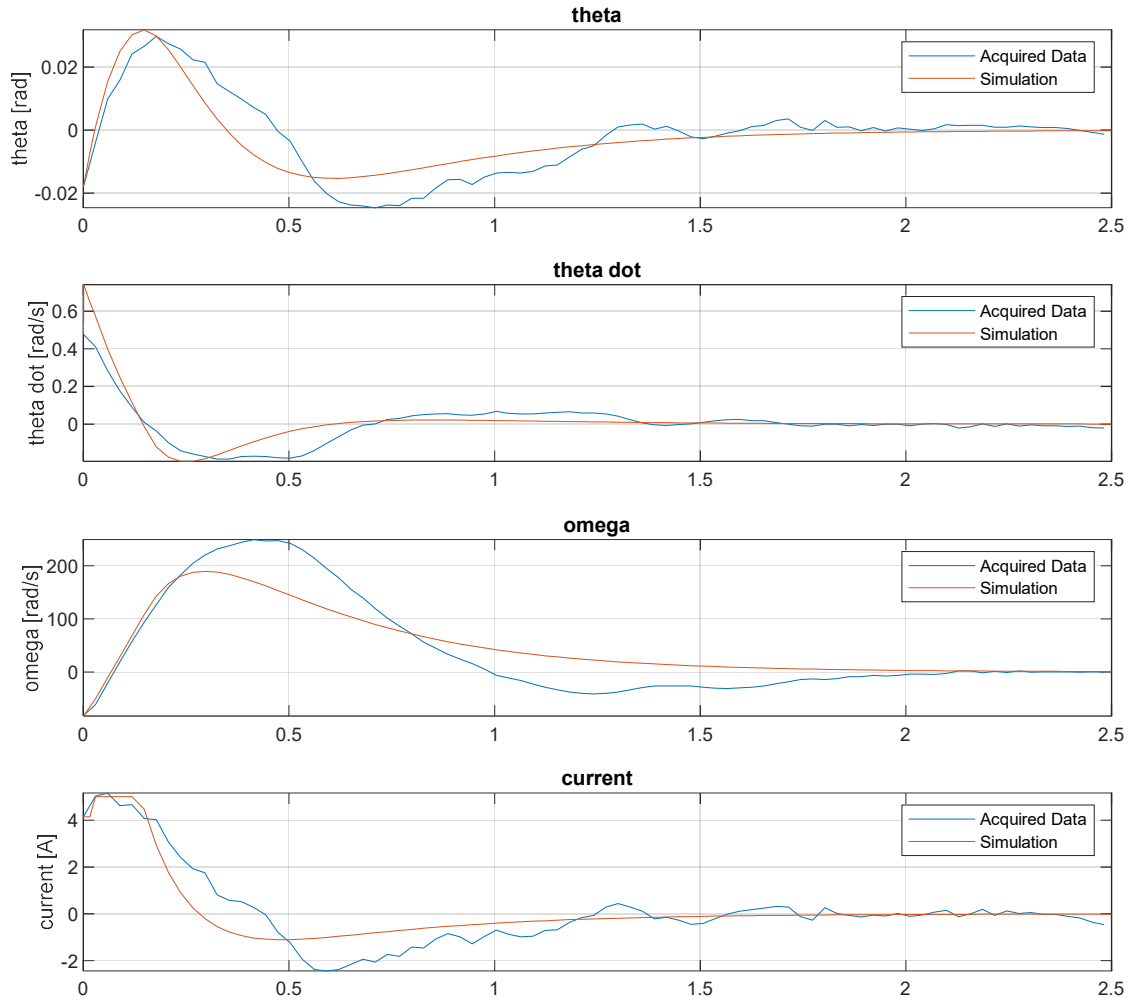 theta
theta [rad]
0.02
0
-0.02
Acquired Data
Simulation
0 0.5 1 1.5 2 2.5
theta dot
theta dot [rad/s]
0.6
0.4
0.2
0
Acquired Data
Simulation
0 0.5 1 1.5 2 2.5
omega
omega [rad/s]
200
100
0
Acquired Data
Simulation
0 0.5 1 1.5 2 2.5
current
current [A]
4
2
0
-2
Acquired Data
Simulation
0 0.5 1 1.5 2 2.5